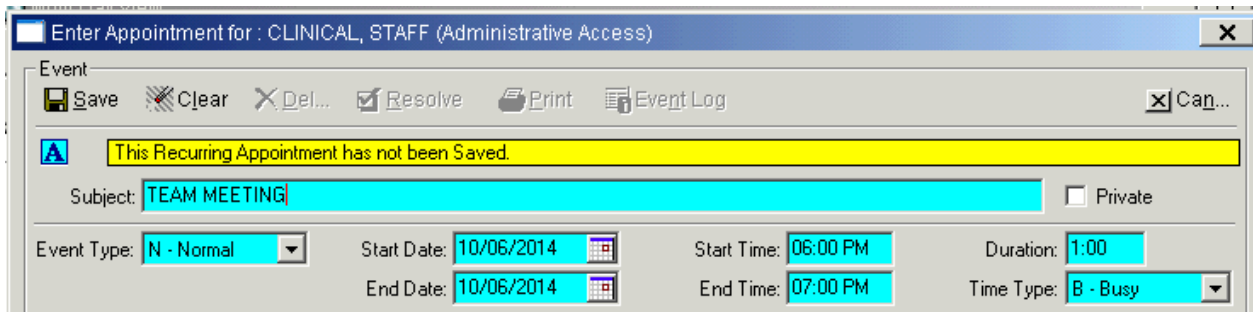 Enter Appointment for : CLINICAL, STAFF (Administrative Access)
Event
Save Clear Del... Resolve Print Event Log Can...
A This Recurring Appointment has not been Saved.
Subject: TEAM MEETING Private
Event Type: N - Normal Start Date: 10/06/2014 Start Time: 06:00 PM Duration: 1:00
End Date: 10/06/2014 End Time: 07:00 PM Time Type: B - Busy